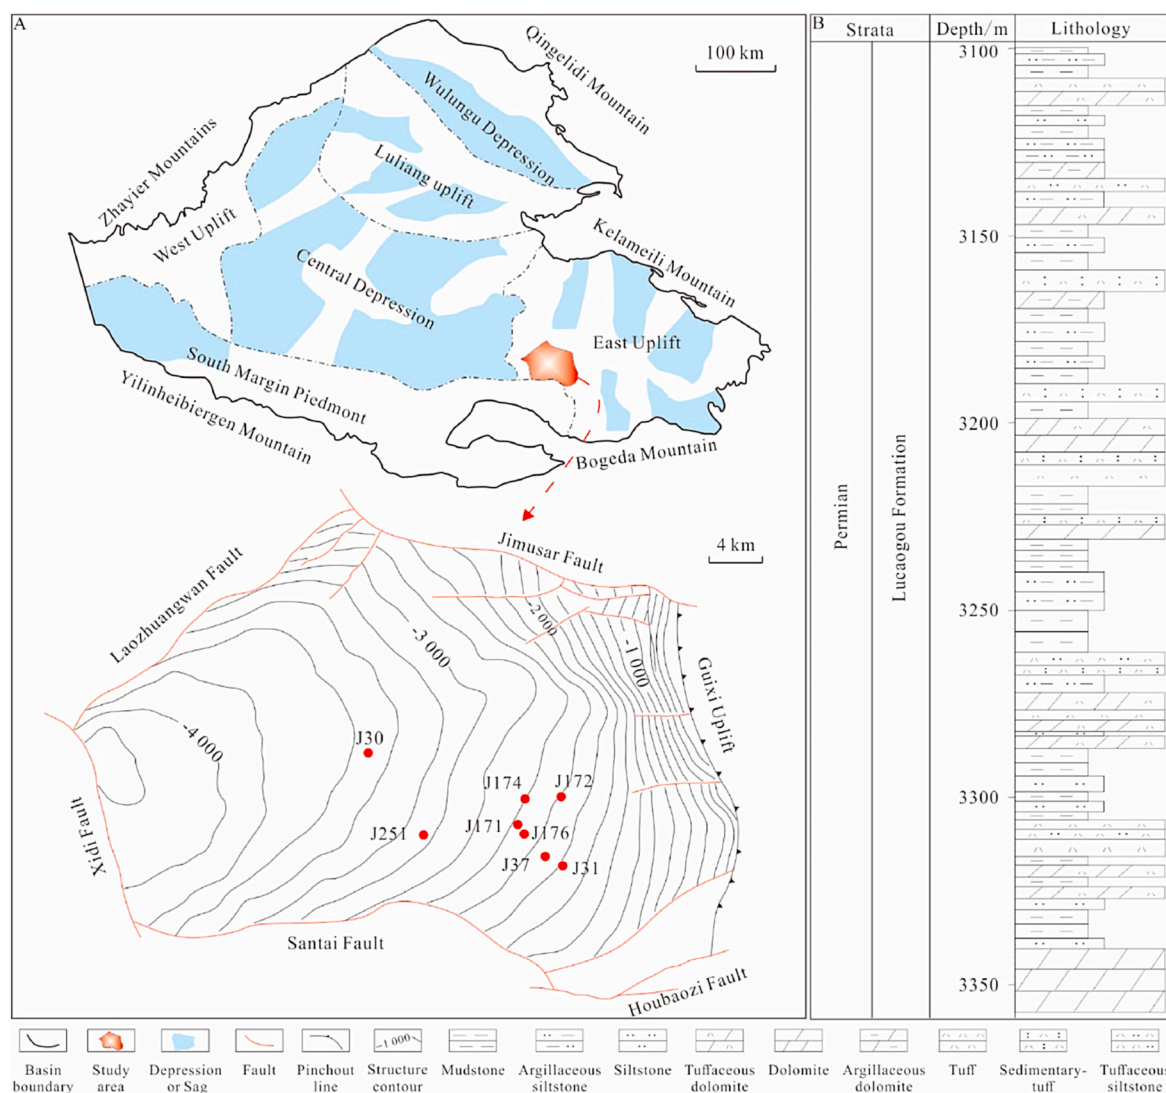 A
100 km
Qingelidi Mountain
Wulungu Depression
Zhayier Mountains
Luliang uplift
West Uplift
Kelameili Mountain
Central Depression
East Uplift
South Margin Piedmont
Yilinheibiergen Mountain
Bogeda Mountain
Jimusar Fault
4 km
Laozhuangwan Fault
-2 000
-3 000
-1 000
Guixi Uplift
-4 000
J30
J174
J172
J171
J176
J251
J37
J31
Xidi Fault
Santai Fault
Houbaozi Fault
B
Strata
Depth/m
Lithology
3100
3150
3200
3250
3300
3350
Permian
Lucaogou Formation
-1 000
Basin
boundary
Study
area
Depression
or Sag
Fault
Pinchout
line
Structure
contour
Mudstone
Argillaceous
siltstone
Siltstone
Tuffaceous
dolomite
Dolomite
Argillaceous
dolomite
Tuff
Sedimentary-
tuff
Tuffaceous
siltstone